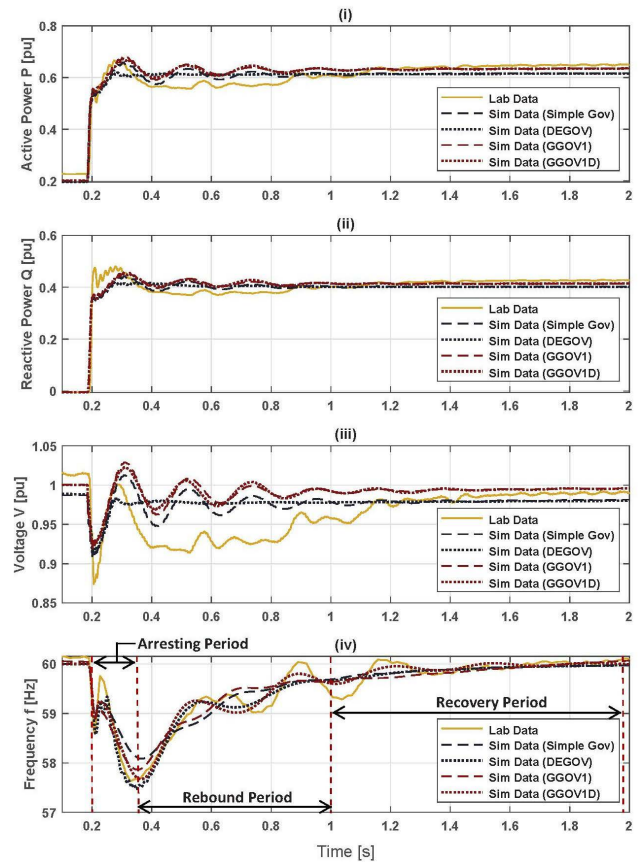 (i)
Active Power P [pu]
0.8
0.6
0.4
0.2
Lab Data
Sim Data (Simple Gov)
Sim Data (DEGOV)
Sim Data (GGOV1)
Sim Data (GGOV1D)
0.2 0.4 0.6 0.8 1 1.2 1.4 1.6 1.8 2
(ii)
Reactive Power Q [pu]
0.6
0.4
0.2
0
Lab Data
Sim Data (Simple Gov)
Sim Data (DEGOV)
Sim Data (GGOV1)
Sim Data (GGOV1D)
0.2 0.4 0.6 0.8 1 1.2 1.4 1.6 1.8 2
(iii)
Voltage V [pu]
1.05
1
0.95
0.9
0.85
Lab Data
Sim Data (Simple Gov)
Sim Data (DEGOV)
Sim Data (GGOV1)
Sim Data (GGOV1D)
0.2 0.4 0.6 0.8 1 1.2 1.4 1.6 1.8 2
Arresting Period
(iv)
Frequency f [Hz]
60
59
58
57
Recovery Period
Rebound Period
Lab Data
Sim Data (Simple Gov)
Sim Data (DEGOV)
Sim Data (GGOV1)
Sim Data (GGOV1D)
0.2 0.4 0.6 0.8 1 1.2 1.4 1.6 1.8 2
Time [s]